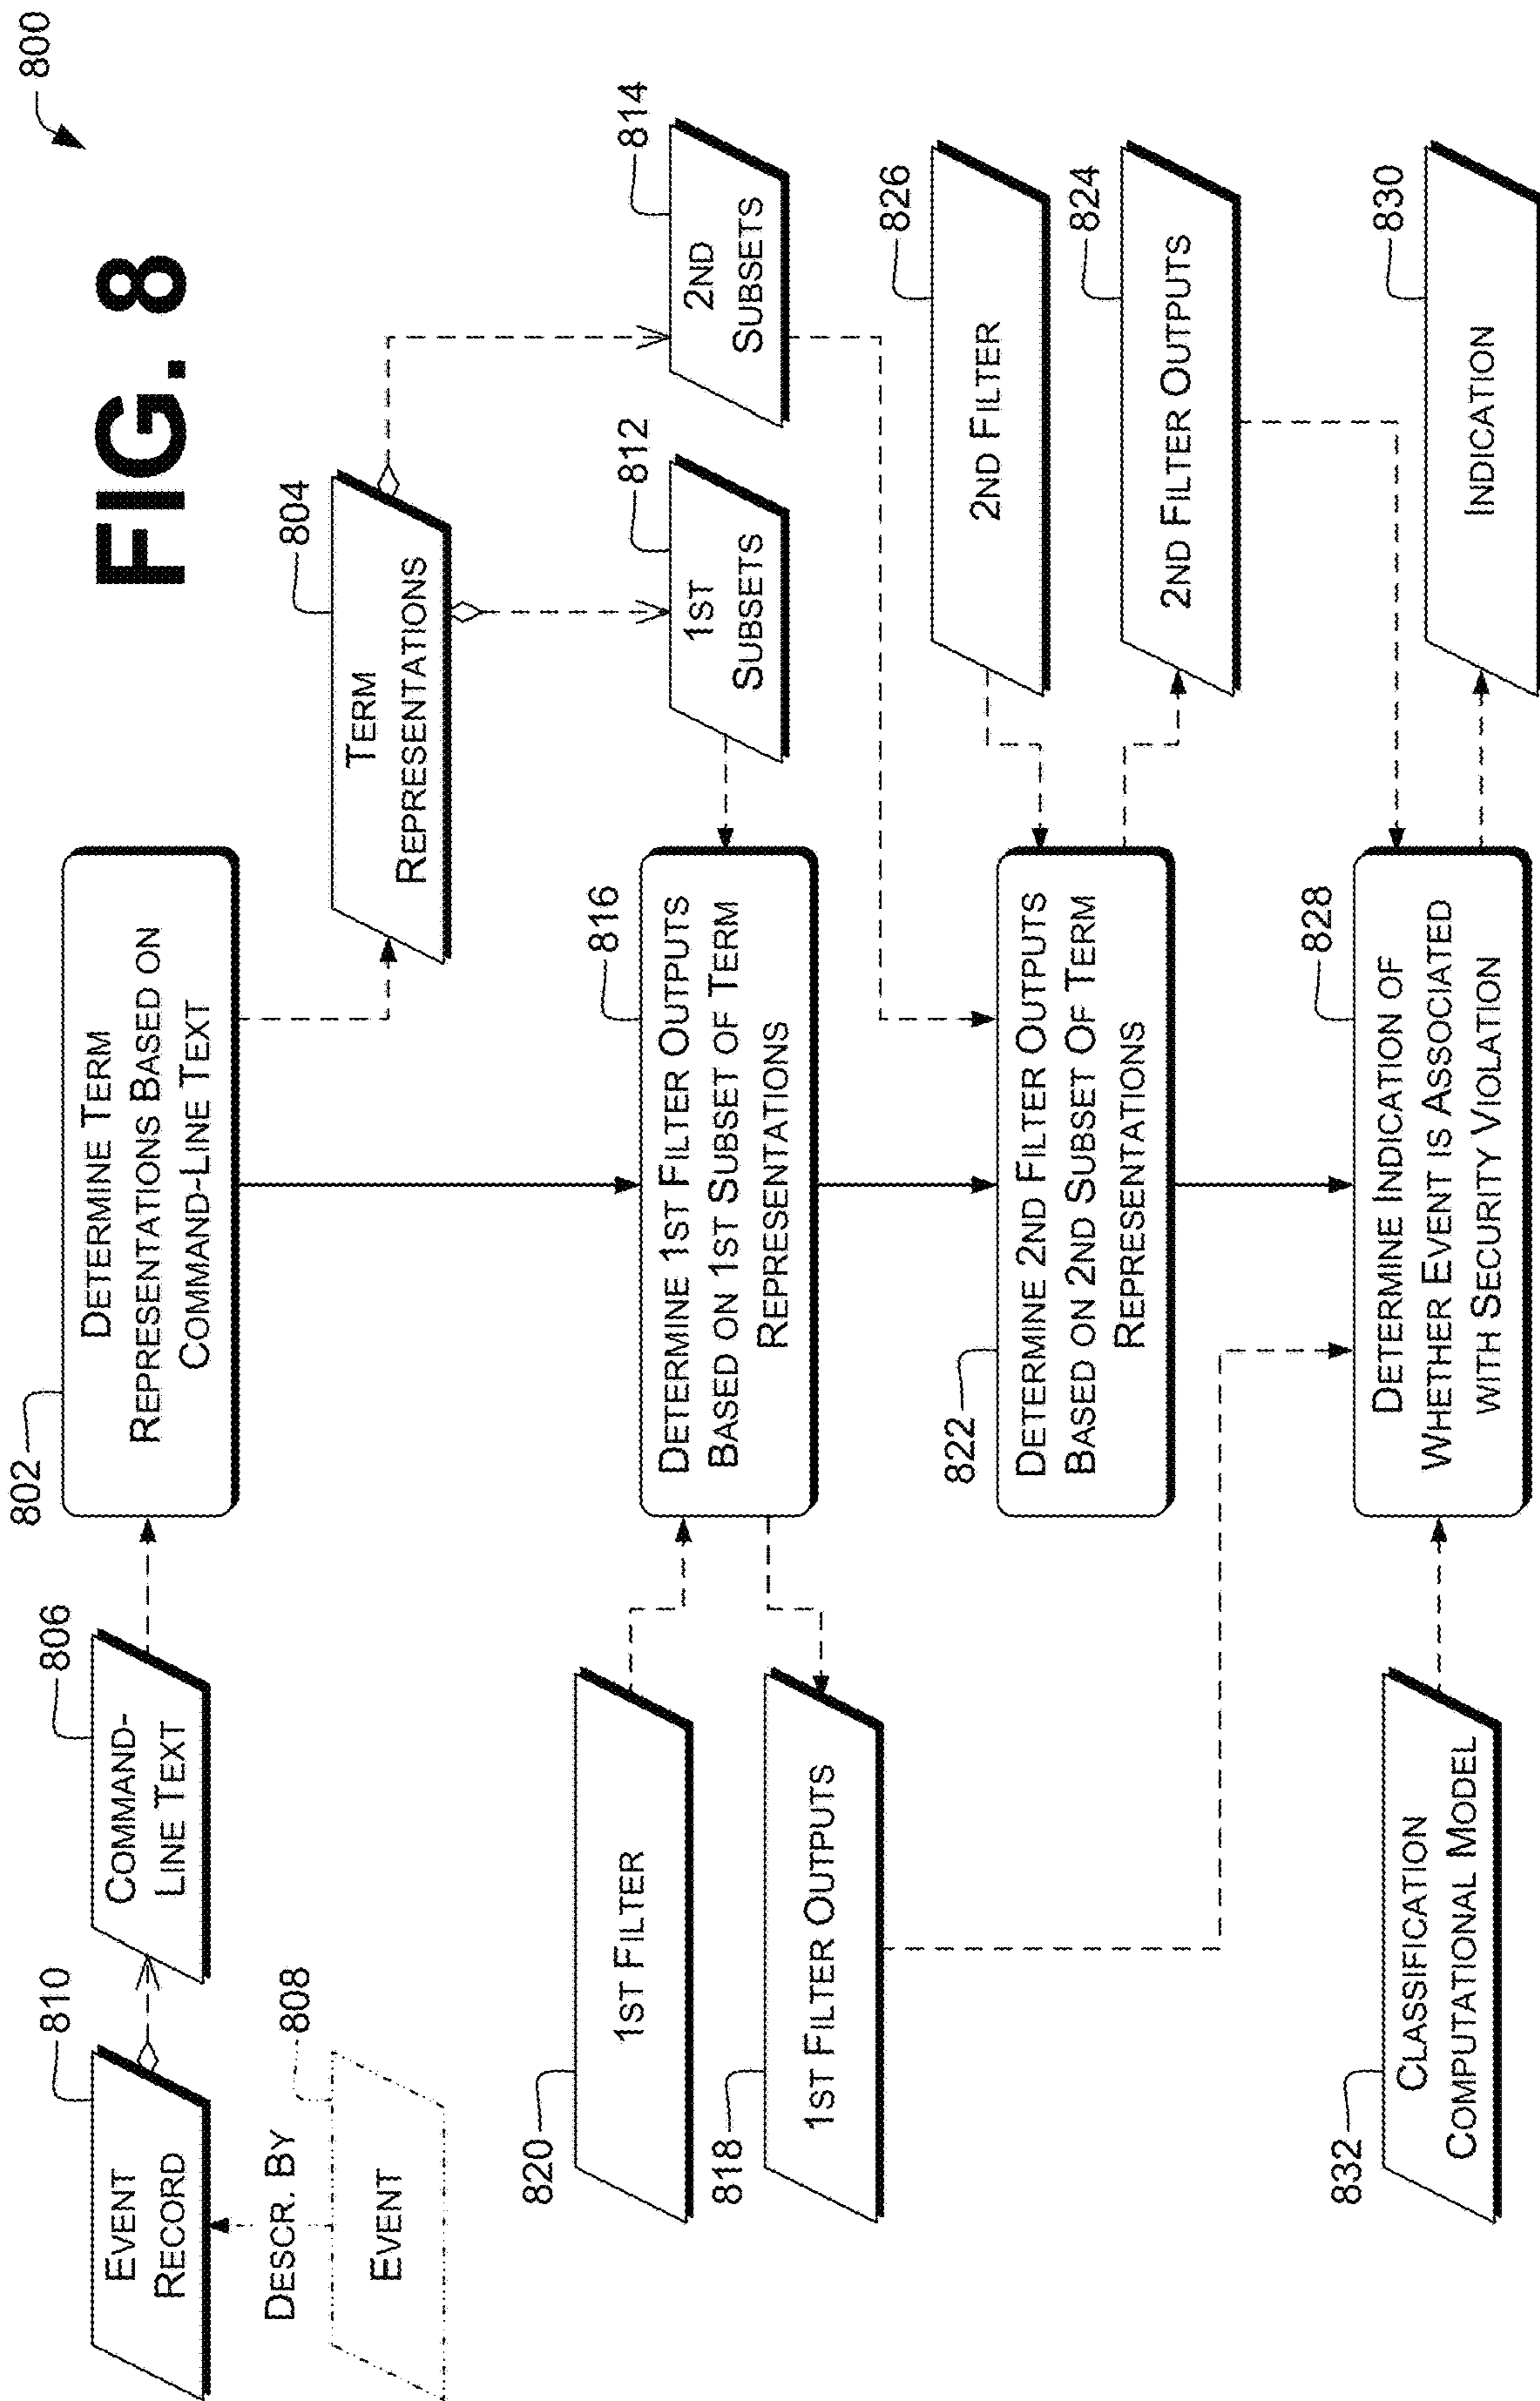 FIG. 8
800
802
DETERMINE TERM
REPRESENTATIONS BASED ON
COMMAND-LINE TEXT
810
EVENT
RECORD
806
COMMAND-
LINE TEXT
DESCR. BY
808
EVENT
804
TERM
REPRESENTATIONS
812
1ST
SUBSETS
814
2ND
SUBSETS
820
1ST FILTER
816
DETERMINE 1ST FILTER OUTPUTS
BASED ON 1ST SUBSET OF TERM
REPRESENTATIONS
818
1ST FILTER OUTPUTS
822
DETERMINE 2ND FILTER OUTPUTS
BASED ON 2ND SUBSET OF TERM
REPRESENTATIONS
826
2ND FILTER
824
2ND FILTER OUTPUTS
832
CLASSIFICATION
COMPUTATIONAL MODEL
828
DETERMINE INDICATION OF
WHETHER EVENT IS ASSOCIATED
WITH SECURITY VIOLATION
830
INDICATION